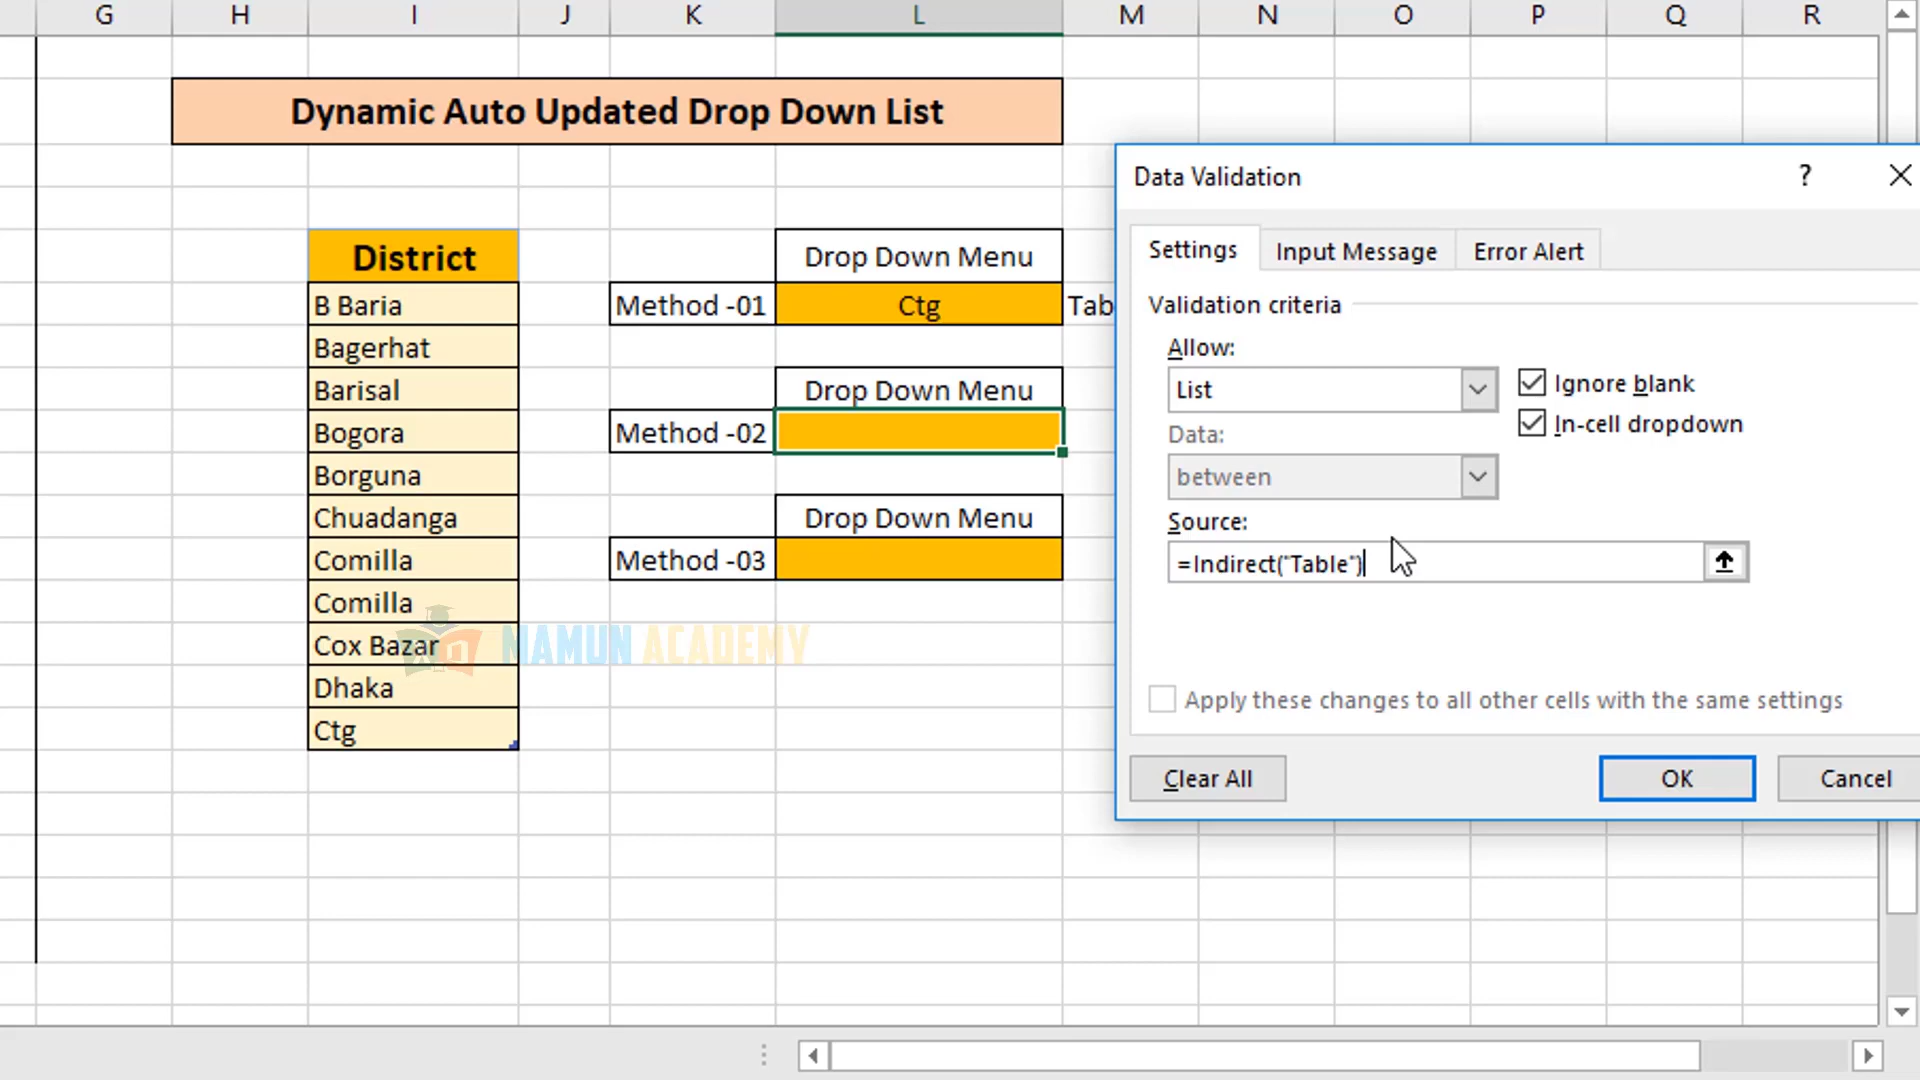 G H I J K L M N O P Q R
Dynamic Auto Updated Drop Down List
District
B Baria
Bagerhat
Barisal
Bogora
Borguna
Chuadanga
Comilla
Comilla
Cox Bazar
Dhaka
Ctg
Drop Down Menu
Method -01 Ctg Tab
Drop Down Menu
Method -02
Drop Down Menu
Method -03
MAMUN ACADEMY
Data Validation ?
Settings Input Message Error Alert
Validation criteria
Allow:
List
Ignore blank
In-cell dropdown
Data:
between
Source:
=Indirect("Table")
Apply these changes to all other cells with the same settings
Clear All OK Cancel